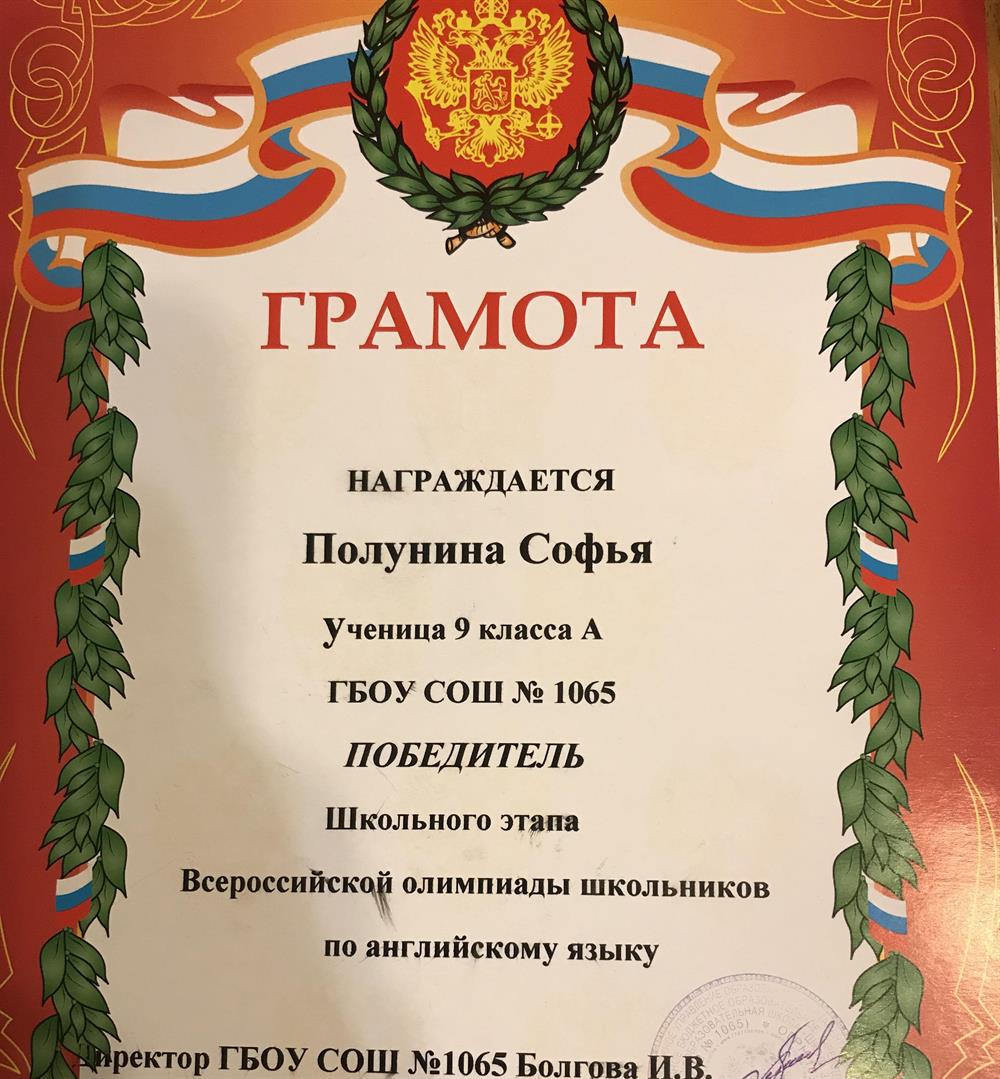 ГРАМОТА
НАГРАЖДАЕТСЯ
Полунина Софья
Ученица 9 класса А
ГБОУ СОШ № 1065
ПОБЕДИТЕЛЬ
Школьного этапа
Всероссийской олимпиады школьников
по английскому языку
Директор ГБОУ СОШ №1065 Болгова И.В.